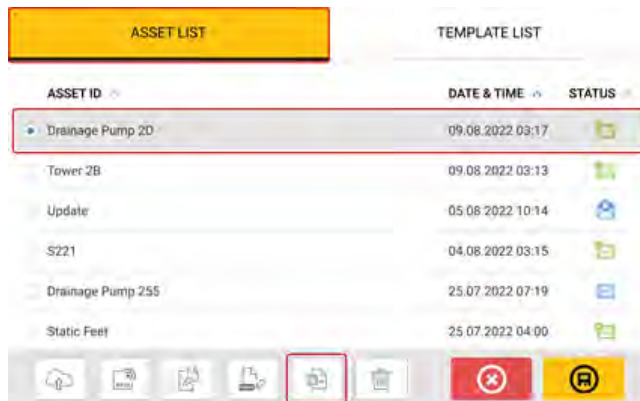 ASSET LIST
TEMPLATE LIST
ASSET ID
DATE & TIME
STATUS
Drainage Pump 2D
09.08.2022 03:17
Tower 2B
09.08.2022 03:13
Update
05.08.2022 10:14
S221
04.08.2022 03:15
Drainage Pump 255
25.07.2022 07:19
Static Feet
25.07.2022 04:00